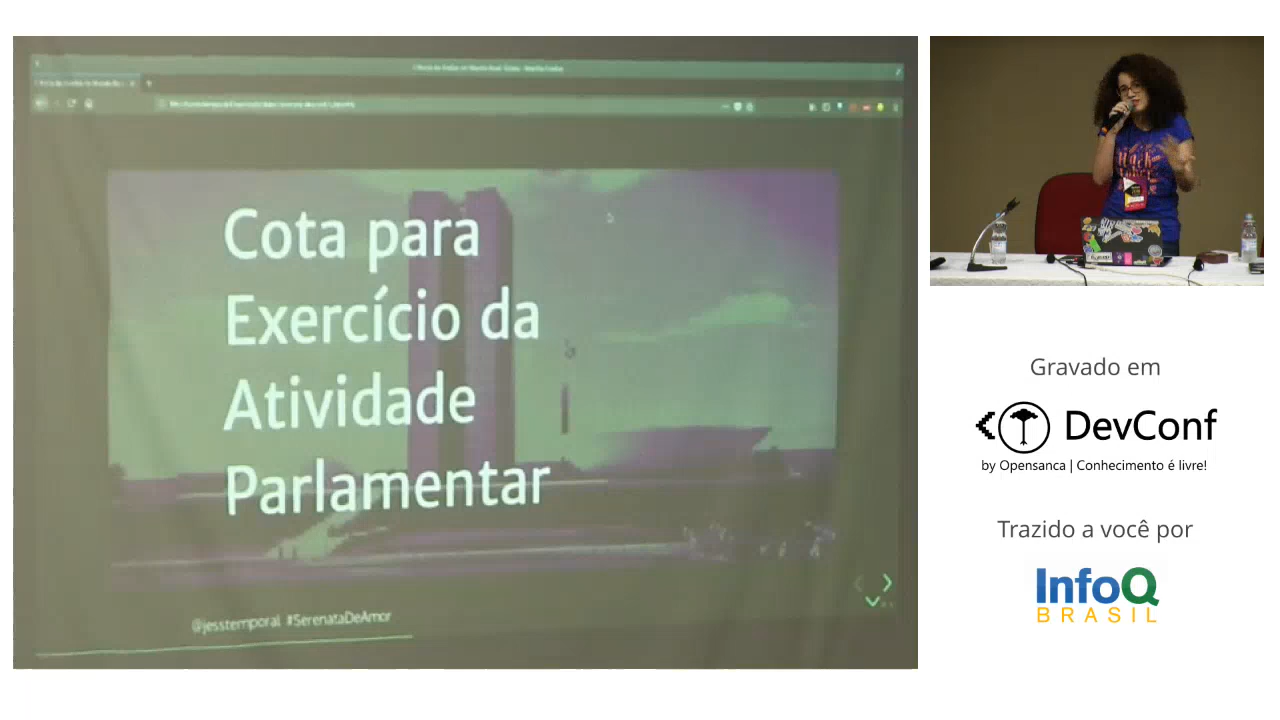 Cota para
Exercício da
Atividade
Parlamentar
@jesstemporal #SerenataDeAmor
Gravado em
DevConf
by Opensanca | Conhecimento é livre!
Trazido a você por
InfoQ
BRASIL